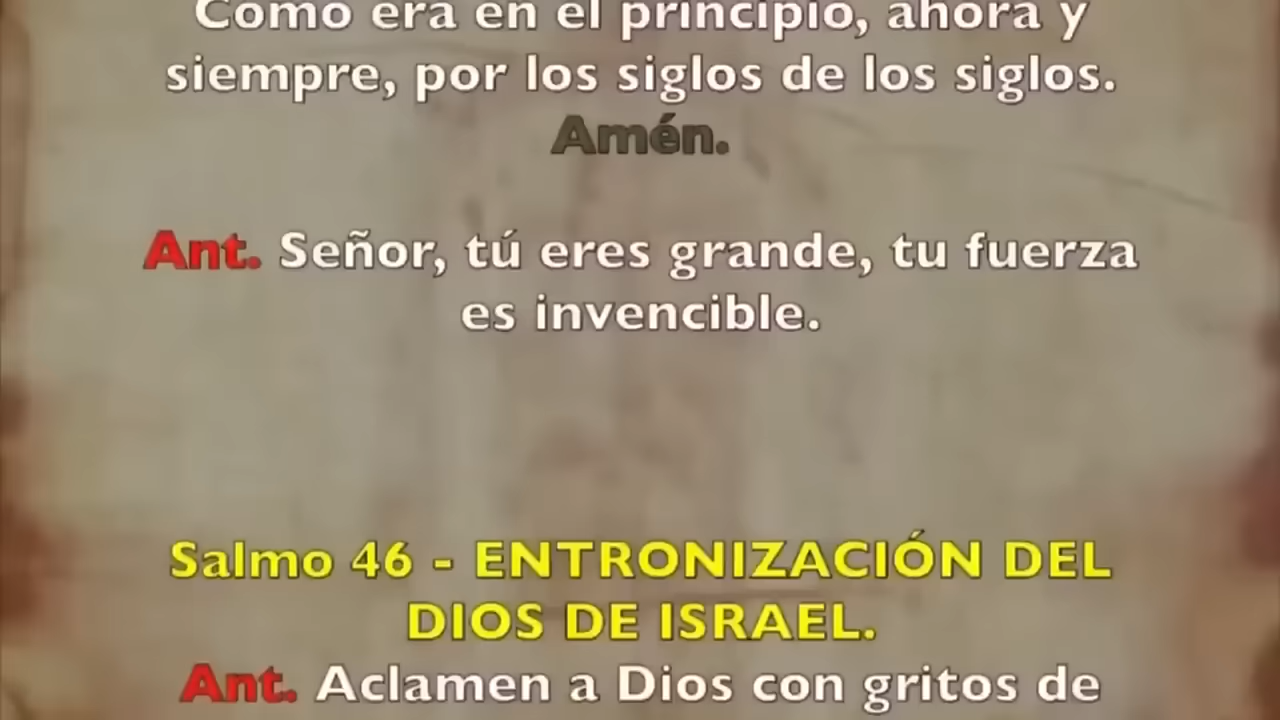 Como era en el principio, ahora y
siempre, por los siglos de los siglos.
Amén.
Ant. Señor, tú eres grande, tu fuerza
es invencible.
Salmo 46 - ENTRONIZACIÓN DEL
DIOS DE ISRAEL.
Ant. Aclamen a Dios con gritos de